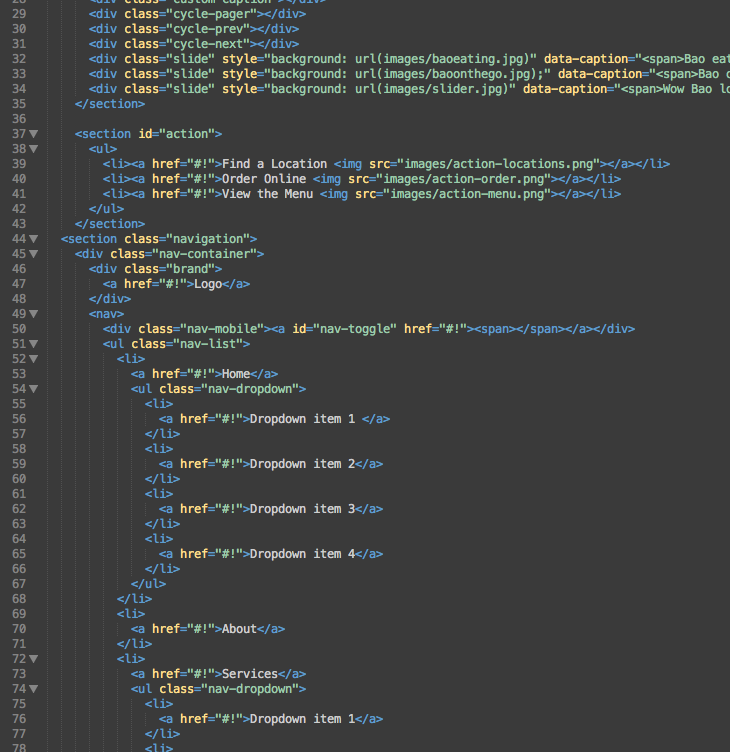 28 <div class="custom-caption"></div>
29 <div class="cycle-pager"></div>
30 <div class="cycle-prev"></div>
31 <div class="cycle-next"></div>
32 <div class="slide" style="background: url(images/baoeating.jpg)" data-caption="<span>Bao eat
33 <div class="slide" style="background: url(images/baoonthego.jpg);" data-caption="<span>Bao o
34 <div class="slide" style="background: url(images/slider.jpg)" data-caption="<span>Wow Bao lo
35 </section>
36
37 <section id="action">
38 <ul>
39 <li><a href="#!">Find a Location <img src="images/action-locations.png"></a></li>
40 <li><a href="#!">Order Online <img src="images/action-order.png"></a></li>
41 <li><a href="#!">View the Menu <img src="images/action-menu.png"></a></li>
42 </ul>
43 </section>
44 <section class="navigation">
45 <div class="nav-container">
46 <div class="brand">
47 <a href="#!">Logo</a>
48 </div>
49 <nav>
50 <div class="nav-mobile"><a id="nav-toggle" href="#!"><span></span></a></div>
51 <ul class="nav-list">
52 <li>
53 <a href="#!">Home</a>
54 <ul class="nav-dropdown">
55 <li>
56 <a href="#!">Dropdown item 1 </a>
57 </li>
58 <li>
59 <a href="#!">Dropdown item 2</a>
60 </li>
61 <li>
62 <a href="#!">Dropdown item 3</a>
63 </li>
64 <li>
65 <a href="#!">Dropdown item 4</a>
66 </li>
67 </ul>
68 </li>
69 <li>
70 <a href="#!">About</a>
71 </li>
72 <li>
73 <a href="#!">Services</a>
74 <ul class="nav-dropdown">
75 <li>
76 <a href="#!">Dropdown item 1</a>
77 </li>
78 <li>